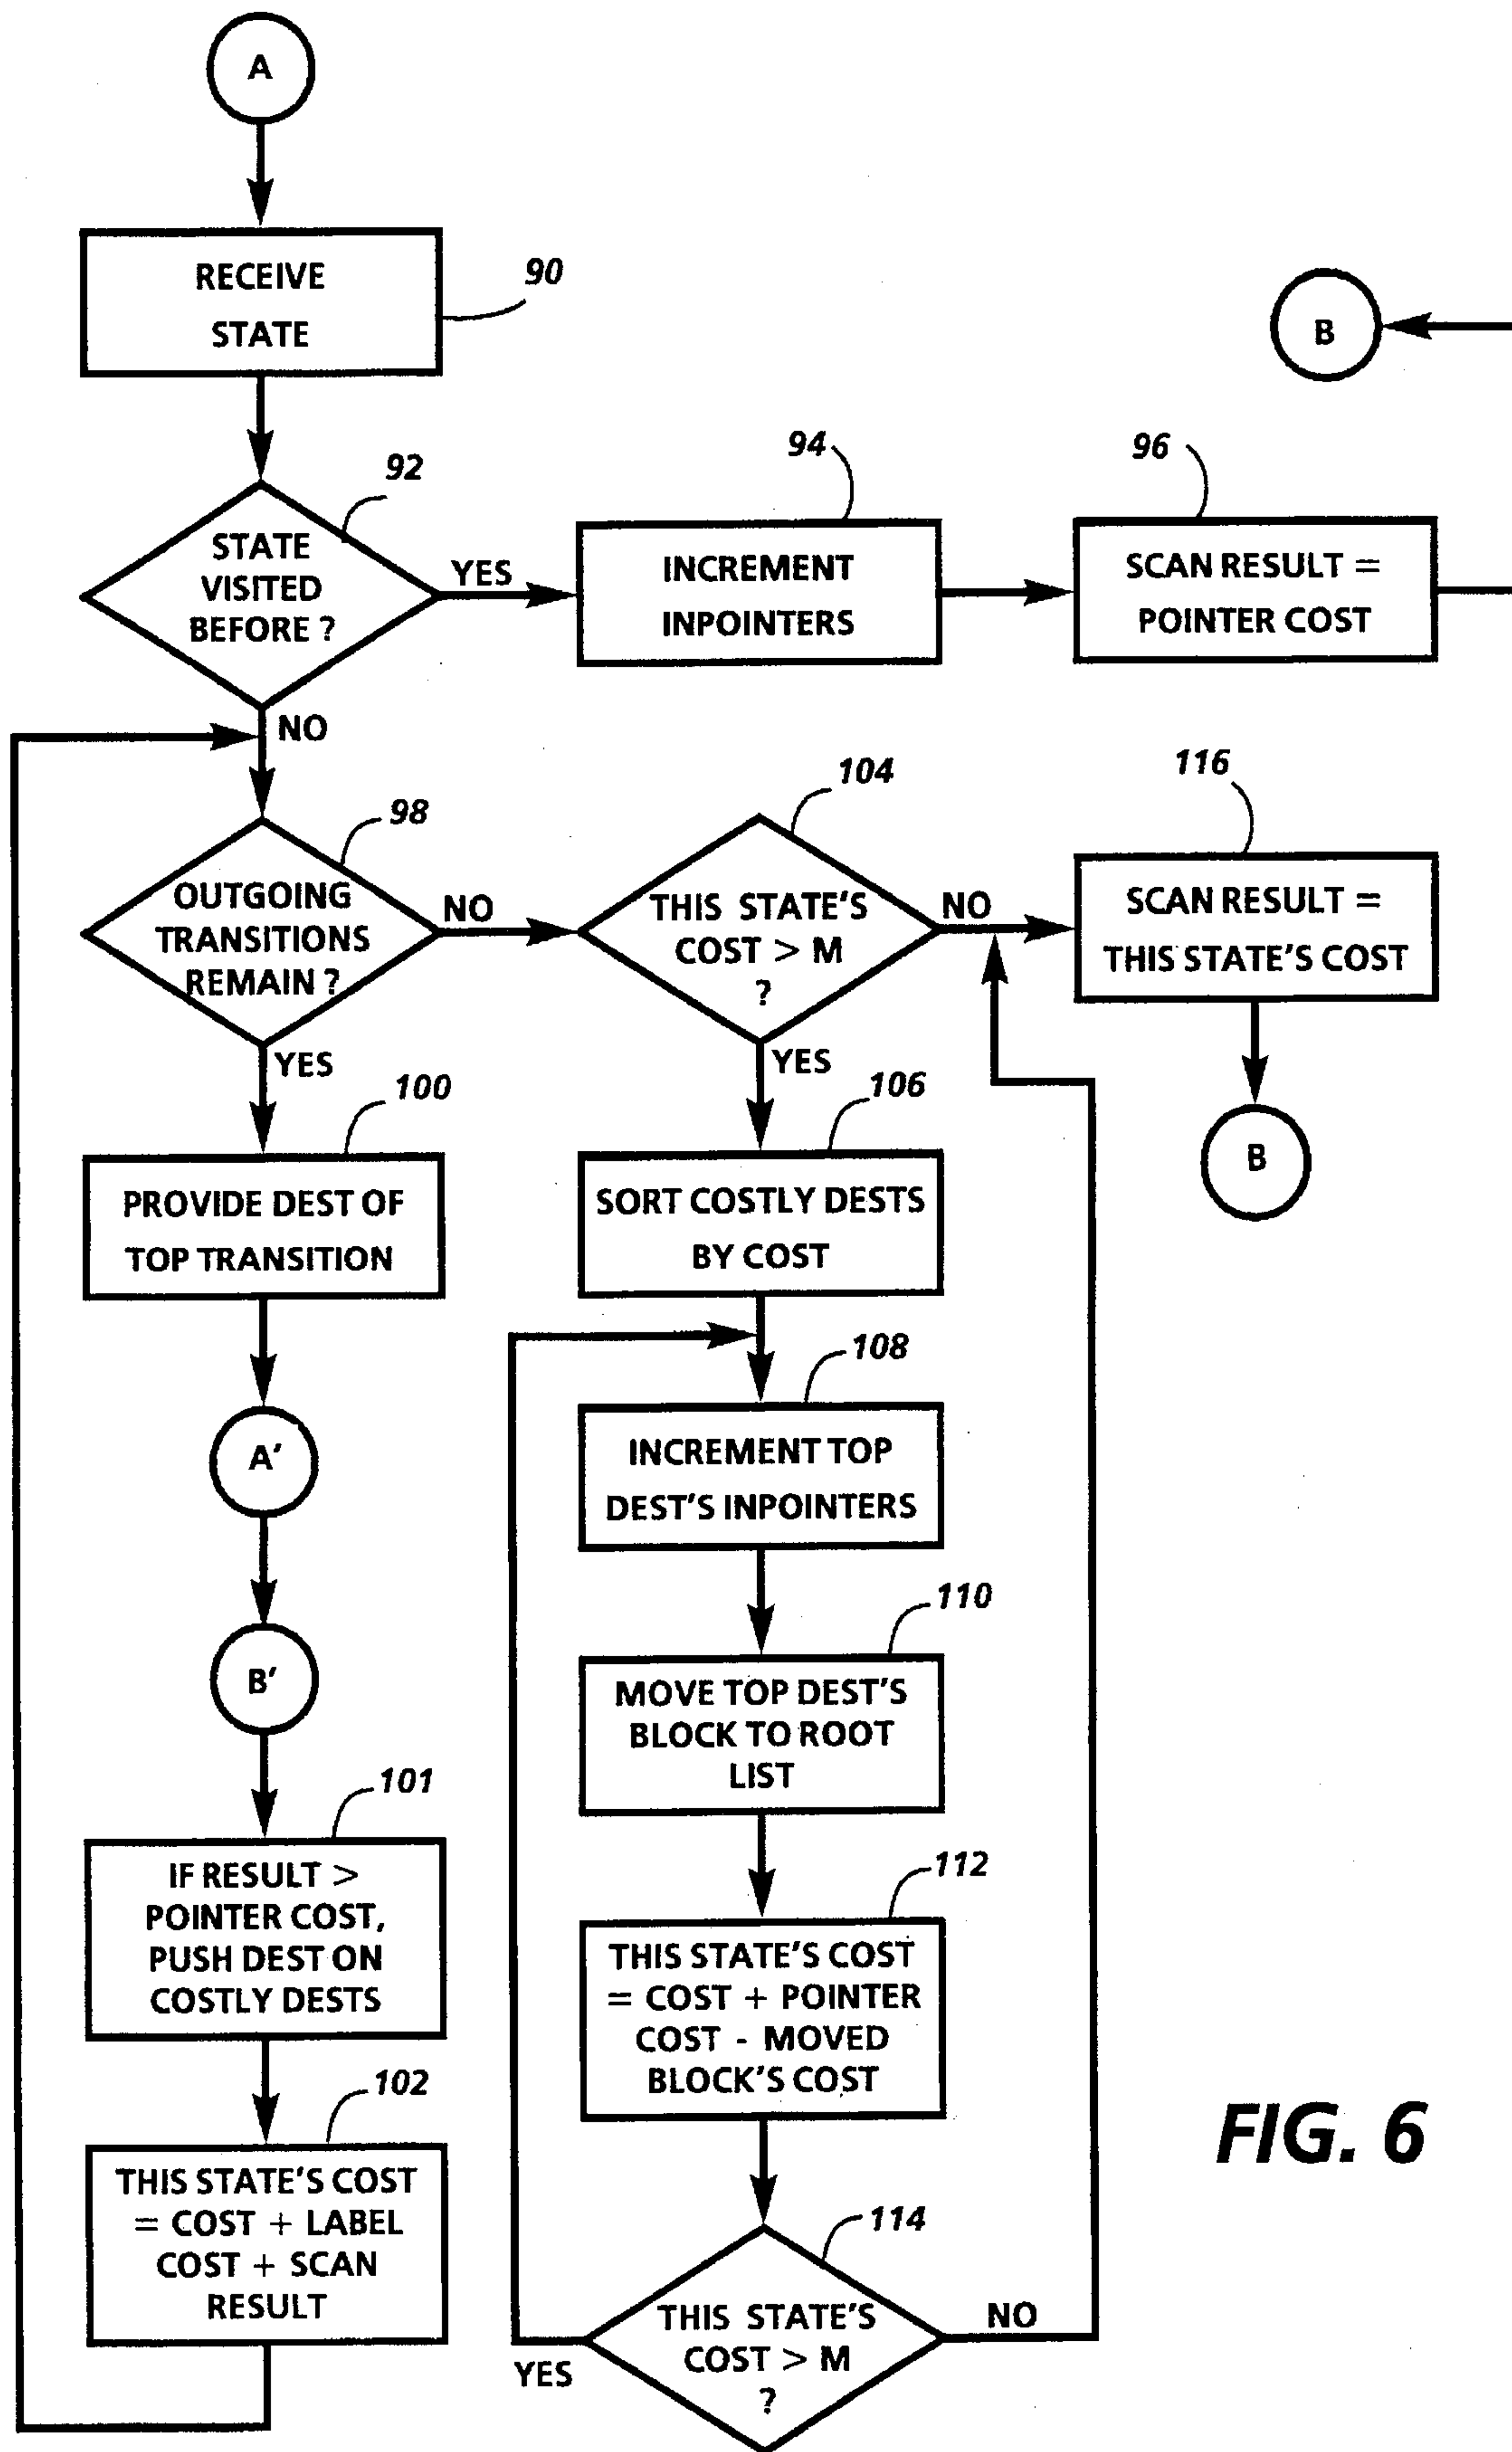 A
RECEIVE
STATE
90
B
92
STATE
VISITED
BEFORE ?
YES
94
INCREMENT
INPOINTERS
96
SCAN RESULT =
POINTER COST
NO
98
OUTGOING
TRANSITIONS
REMAIN ?
NO
104
THIS STATE'S
COST > M
?
NO
116
SCAN RESULT =
THIS STATE'S COST
B
YES
100
PROVIDE DEST OF
TOP TRANSITION
A'
B'
101
IF RESULT >
POINTER COST,
PUSH DEST ON
COSTLY DESTS
102
THIS STATE'S COST
= COST + LABEL
COST + SCAN
RESULT
YES
106
SORT COSTLY DESTS
BY COST
108
INCREMENT TOP
DEST'S INPOINTERS
110
MOVE TOP DEST'S
BLOCK TO ROOT
LIST
112
THIS STATE'S COST
= COST + POINTER
COST - MOVED
BLOCK'S COST
114
THIS STATE'S
COST > M
?
YES
NO
FIG. 6